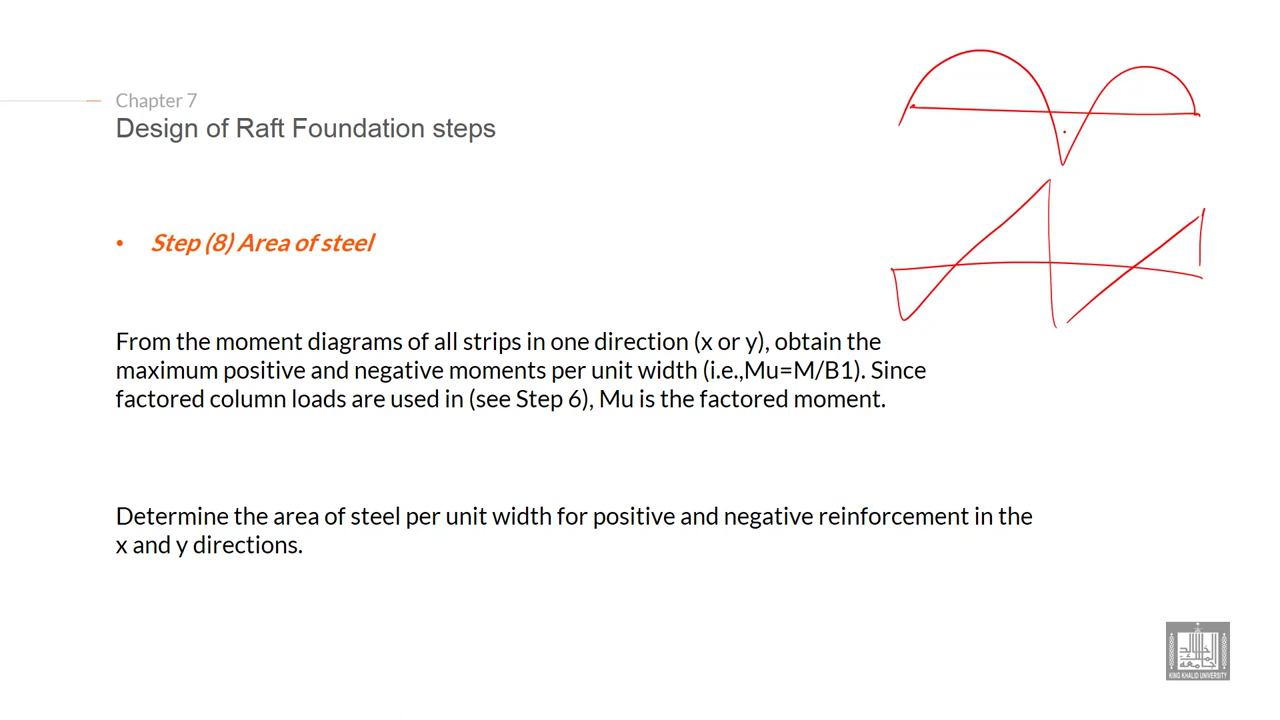 Chapter 7
Design of Raft Foundation steps
• Step (8) Area of steel
From the moment diagrams of all strips in one direction (x or y), obtain the
maximum positive and negative moments per unit width (i.e.,Mu=M/B1). Since
factored column loads are used in (see Step 6), Mu is the factored moment.
Determine the area of steel per unit width for positive and negative reinforcement in the
x and y directions.
KING KHALID UNIVERSITY